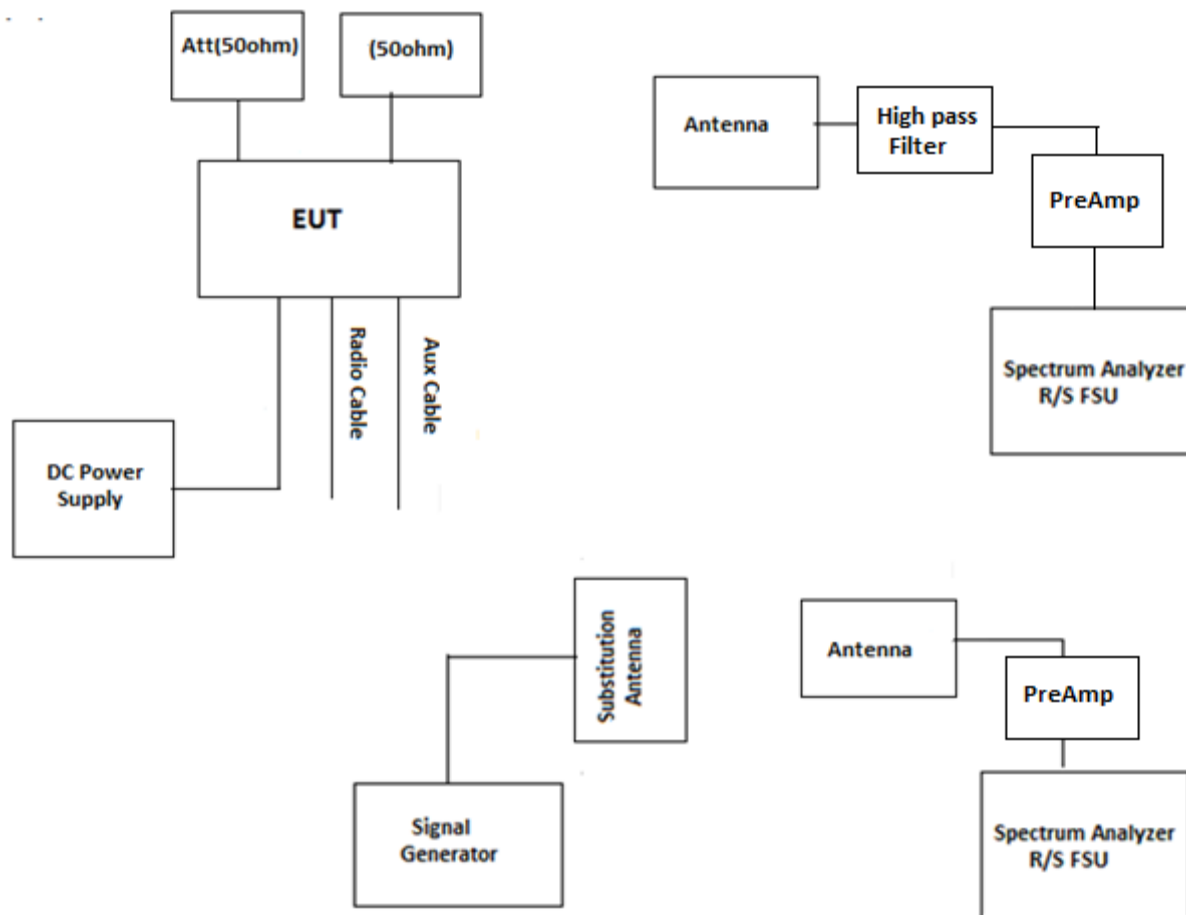 Att(50ohm)
(50ohm)
EUT
Radio Cable
Aux Cable
DC Power
Supply
Antenna
High pass
Filter
PreAmp
Spectrum Analyzer
R/S FSU
Substitution
Antenna
Signal
Generator
Antenna
PreAmp
Spectrum Analyzer
R/S FSU